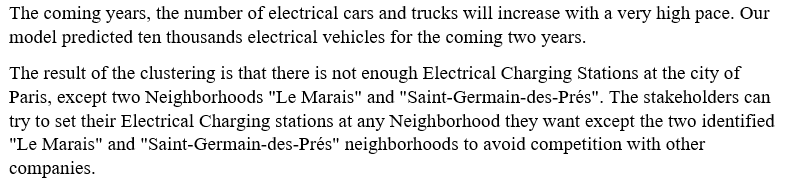 The coming years, the number of electrical cars and trucks will increase with a very high pace. Our
model predicted ten thousands electrical vehicles for the coming two years.
The result of the clustering is that there is not enough Electrical Charging Stations at the city of
Paris, except two Neighborhoods "Le Marais" and "Saint-Germain-des-Prés". The stakeholders can
try to set their Electrical Charging stations at any Neighborhood they want except the two identified
"Le Marais" and "Saint-Germain-des-Prés" neighborhoods to avoid competition with other
companies.